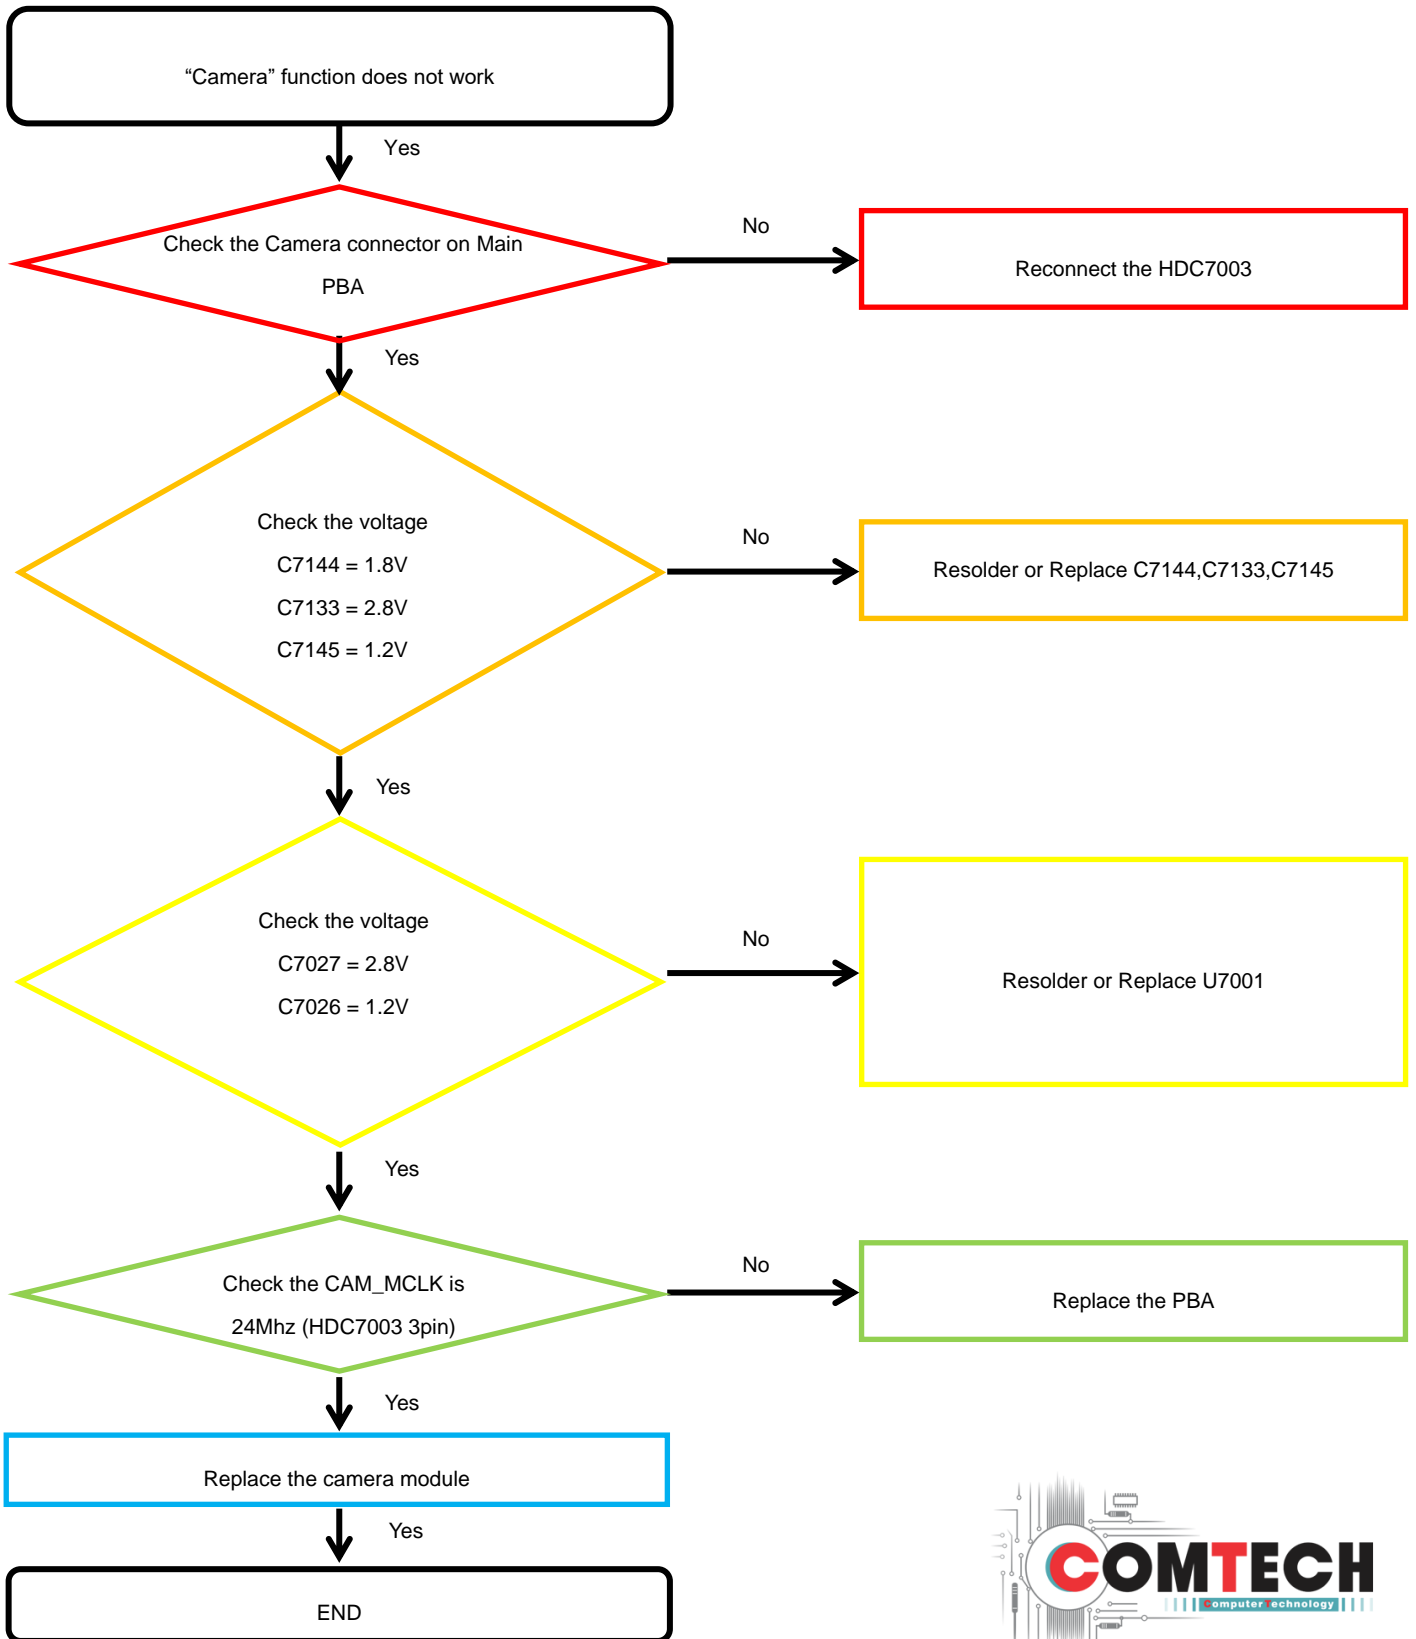 “Camera” function does not work
Yes
Check the Camera connector on Main
PBA
No
Reconnect the HDC7003
Yes
Check the voltage
C7144 = 1.8V
C7133 = 2.8V
C7145 = 1.2V
No
Resolder or Replace C7144,C7133,C7145
Yes
Check the voltage
C7027 = 2.8V
C7026 = 1.2V
No
Resolder or Replace U7001
Yes
Check the CAM_MCLK is
24Mhz (HDC7003 3pin)
No
Replace the PBA
Yes
Replace the camera module
Yes
END
COMTECH
Computer Technology